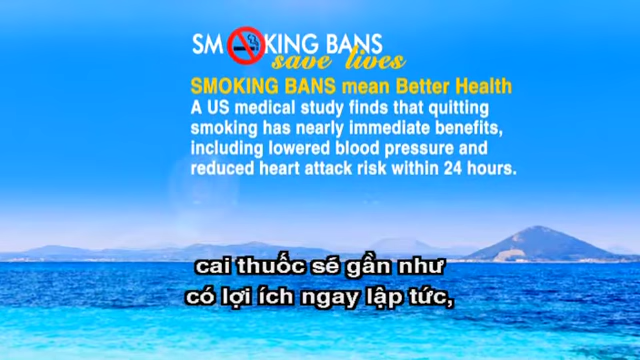 SMOKING BANS
save lives
SMOKING BANS mean Better Health
A US medical study finds that quitting
smoking has nearly immediate benefits,
including lowered blood pressure and
reduced heart attack risk within 24 hours.
cai thuốc sẽ gần như
có lợi ích ngay lập tức,